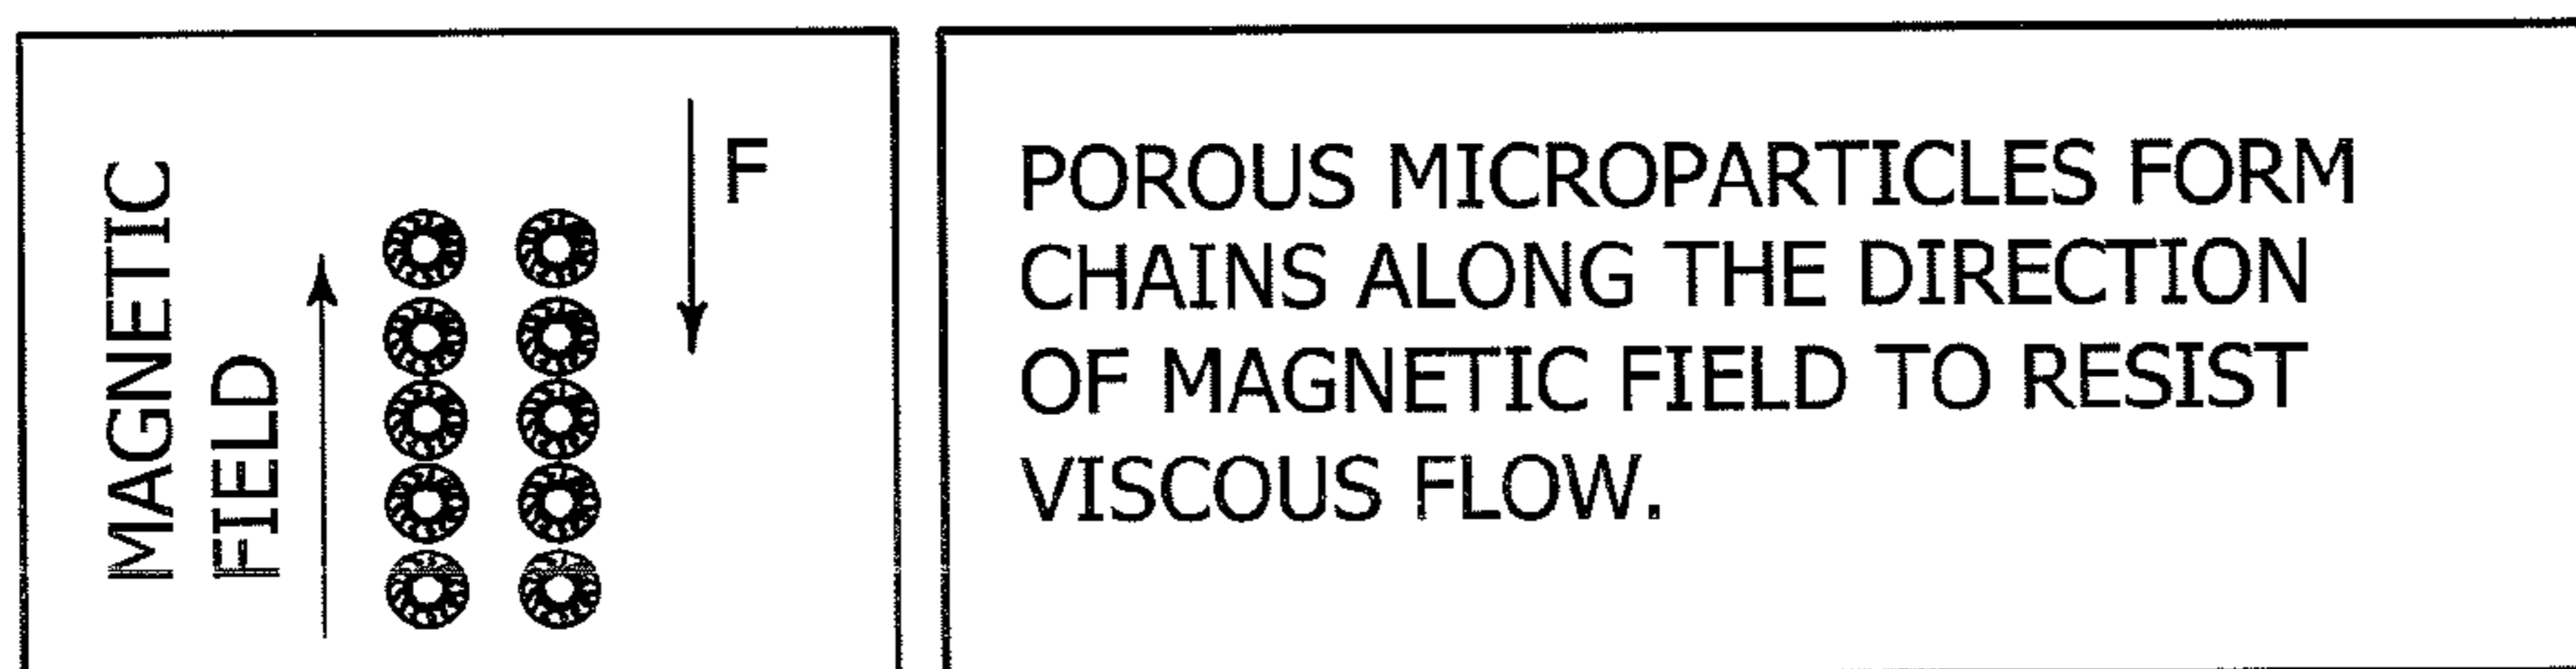 MAGNETIC
FIELD
F
POROUS MICROPARTICLES FORM
CHAINS ALONG THE DIRECTION
OF MAGNETIC FIELD TO RESIST
VISCOUS FLOW.